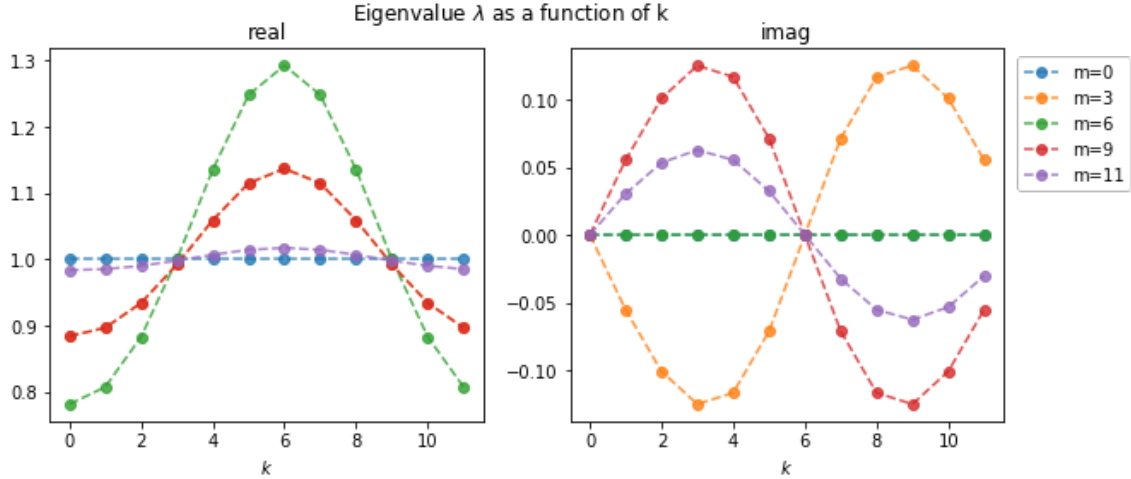 Eigenvalue λ as a function of k
real
imag
1.3
1.2
1.1
1.0
0.9
0.8
0
2
4
6
8
10
k
0.10
0.05
0.00
−0.05
−0.10
0
2
4
6
8
10
k
m=0
m=3
m=6
m=9
m=11